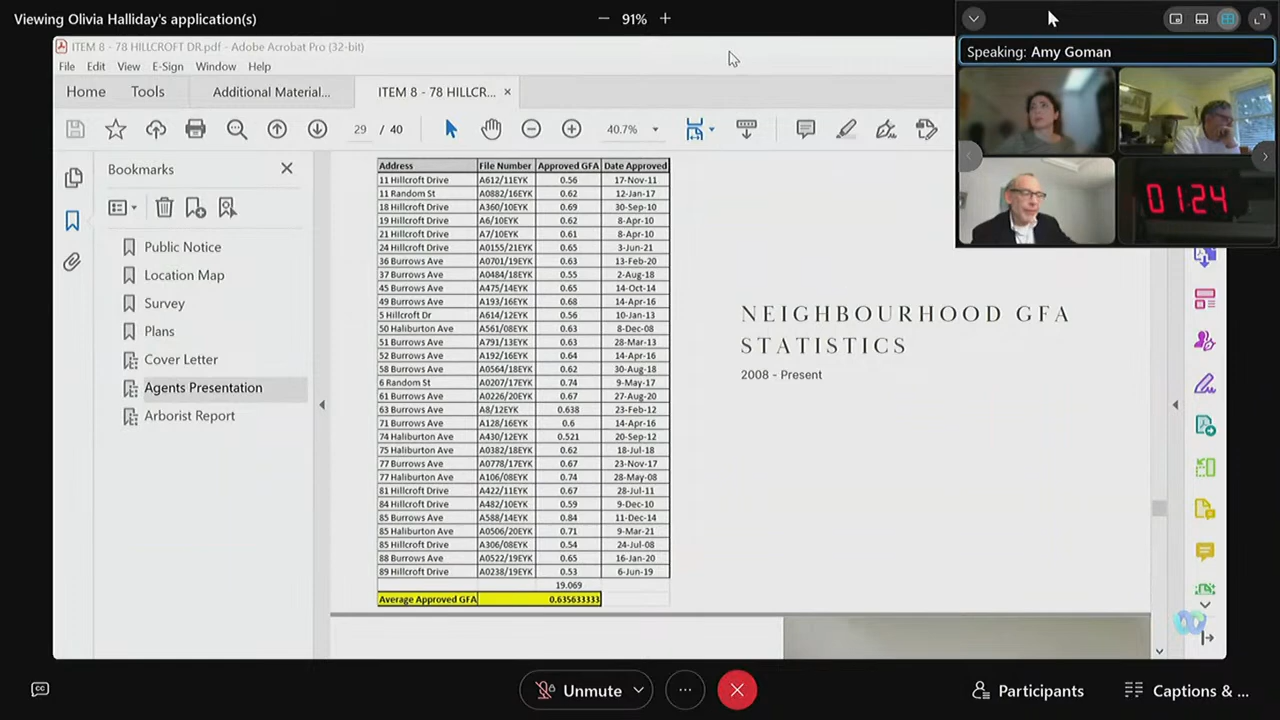 Viewing Olivia Halliday's application(s)
91%
Speaking: Amy Goman
ITEM 8 - 78 HILLCROFT DR.pdf - Adobe Acrobat Pro (32-bit)
File Edit View E-Sign Window Help
Home Tools Additional Material... ITEM 8 - 78 HILLCR... ×
29 / 40 40.7%
01:24
Bookmarks
Public Notice
Location Map
Survey
Plans
Cover Letter
Agents Presentation
Arborist Report
Address File Number Approved GFA Date Approved
11 Hillcroft Drive A612/11EYK 0.56 17-Nov-11
11 Random St A0882/16EYK 0.62 12-Jan-17
18 Hillcroft Drive A360/10EYK 0.69 30-Sep-10
19 Hillcroft Drive A6/10EYK 0.62 8-Apr-10
21 Hillcroft Drive A7/10EYK 0.61 8-Apr-10
24 Hillcroft Drive A0155/21EYK 0.65 3-Jun-21
36 Burrows Ave A0701/19EYK 0.63 13-Feb-20
37 Burrows Ave A0484/18EYK 0.55 2-Aug-18
45 Burrows Ave A475/14EYK 0.65 14-Oct-14
49 Burrows Ave A193/16EYK 0.68 14-Apr-16
5 Hillcroft Dr A614/12EYK 0.56 10-Jan-13
50 Haliburton Ave A561/08EYK 0.63 8-Dec-08
51 Burrows Ave A791/13EYK 0.63 28-Mar-13
52 Burrows Ave A192/16EYK 0.64 14-Apr-16
58 Burrows Ave A0564/18EYK 0.62 30-Aug-18
6 Random St A0207/17EYK 0.74 9-May-17
61 Burrows Ave A0226/20EYK 0.67 27-Aug-20
63 Burrows Ave A8/12EYK 0.638 23-Feb-12
71 Burrows Ave A128/16EYK 0.6 14-Apr-16
74 Haliburton Ave A430/12EYK 0.521 20-Sep-12
75 Haliburton Ave A0382/18EYK 0.62 18-Jul-18
77 Burrows Ave A0778/17EYK 0.67 23-Nov-17
77 Haliburton Ave A106/08EYK 0.74 28-May-08
81 Hillcroft Drive A422/11EYK 0.67 28-Jul-11
84 Hillcroft Drive A482/10EYK 0.59 9-Dec-10
85 Burrows Ave A588/14EYK 0.84 11-Dec-14
85 Haliburton Ave A0506/20EYK 0.71 9-Mar-21
85 Hillcroft Drive A306/08EYK 0.54 24-Jul-08
88 Burrows Ave A0522/19EYK 0.65 16-Jan-20
89 Hillcroft Drive A0238/19EYK 0.53 6-Jun-19
19.069
Average Approved GFA 0.635633333
NEIGHBOURHOOD GFA
STATISTICS
2008 - Present
Unmute
Participants
Captions & ...